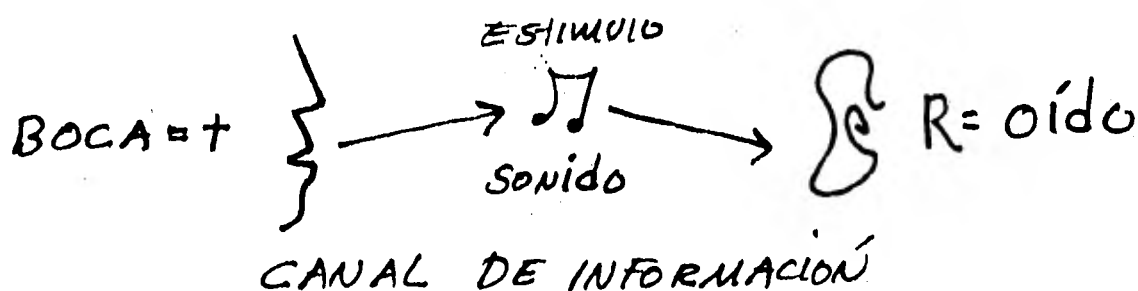 ESTIMULO
BOCA = t
SONIDO
R = OÍDO
CANAL DE INFORMACIÓN